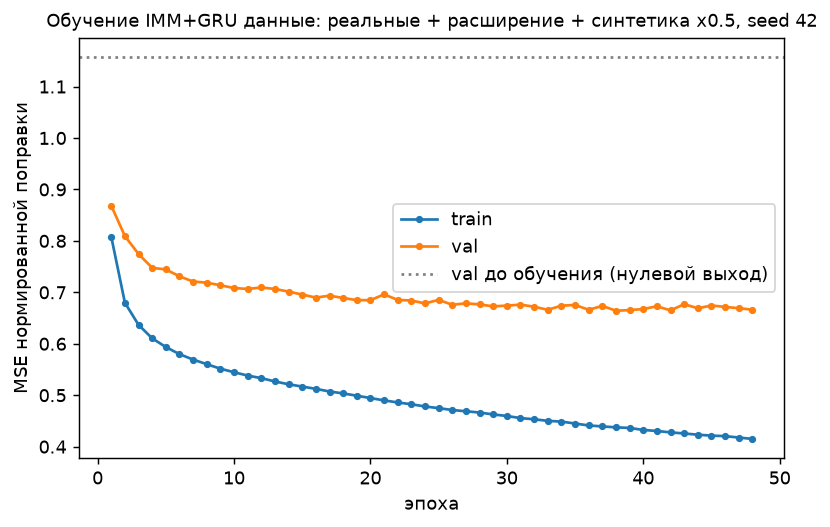 Обучение IMM+GRU данные: реальные + расширение + синтетика x0.5, seed 42
MSE нормированной поправки
1.1
1.0
0.9
0.8
0.7
0.6
0.5
0.4
train
val
val до обучения (нулевой выход)
0
10
20
30
40
50
эпоха